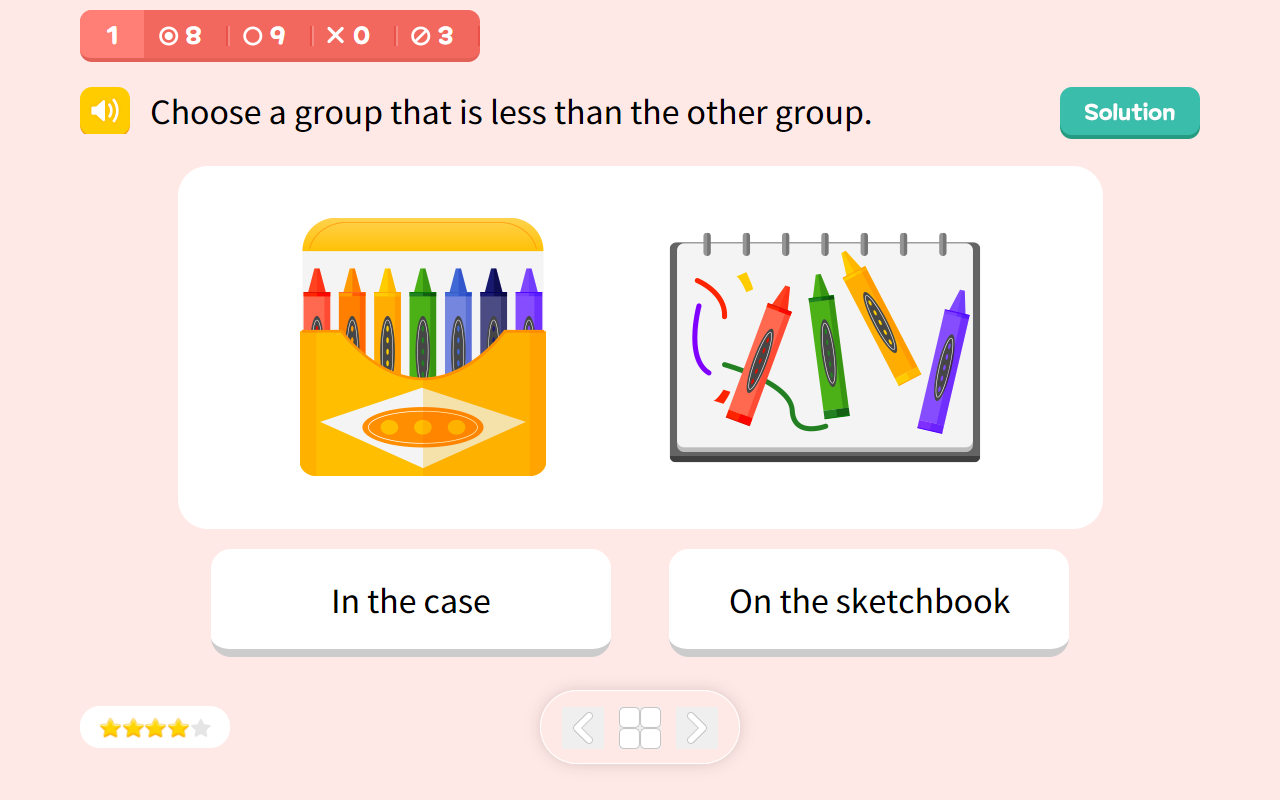 1 8 9 0 3
Choose a group that is less than the other group.
Solution
In the case
On the sketchbook